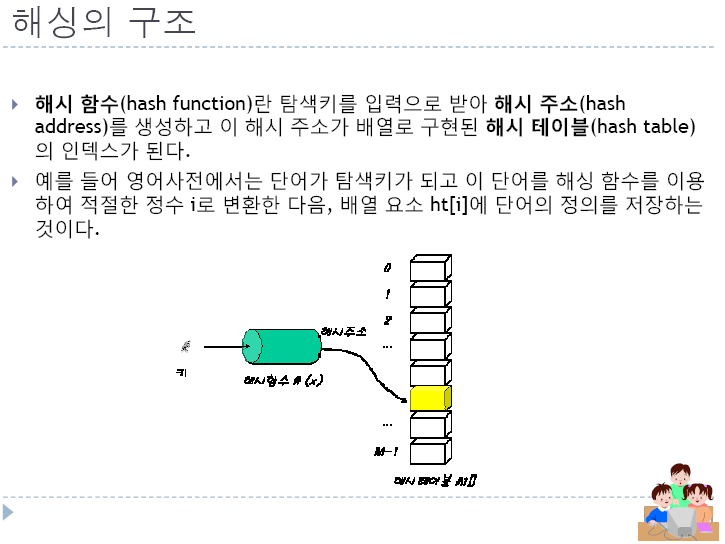 해싱의 구조
해시 함수(hash function)란 탐색키를 입력으로 받아 해시 주소(hash
address)를 생성하고 이 해시 주소가 배열로 구현된 해시 테이블(hash table)
의 인덱스가 된다.
예를 들어 영어사전에서는 단어가 탐색키가 되고 이 단어를 해싱 함수를 이용
하여 적절한 정수 i로 변환한 다음, 배열 요소 ht[i]에 단어의 정의를 저장하는
것이다.
0
1
2
...
해시주소
k
키
해시함수 h (x)
...
M-1
해시 테이블 ht[]